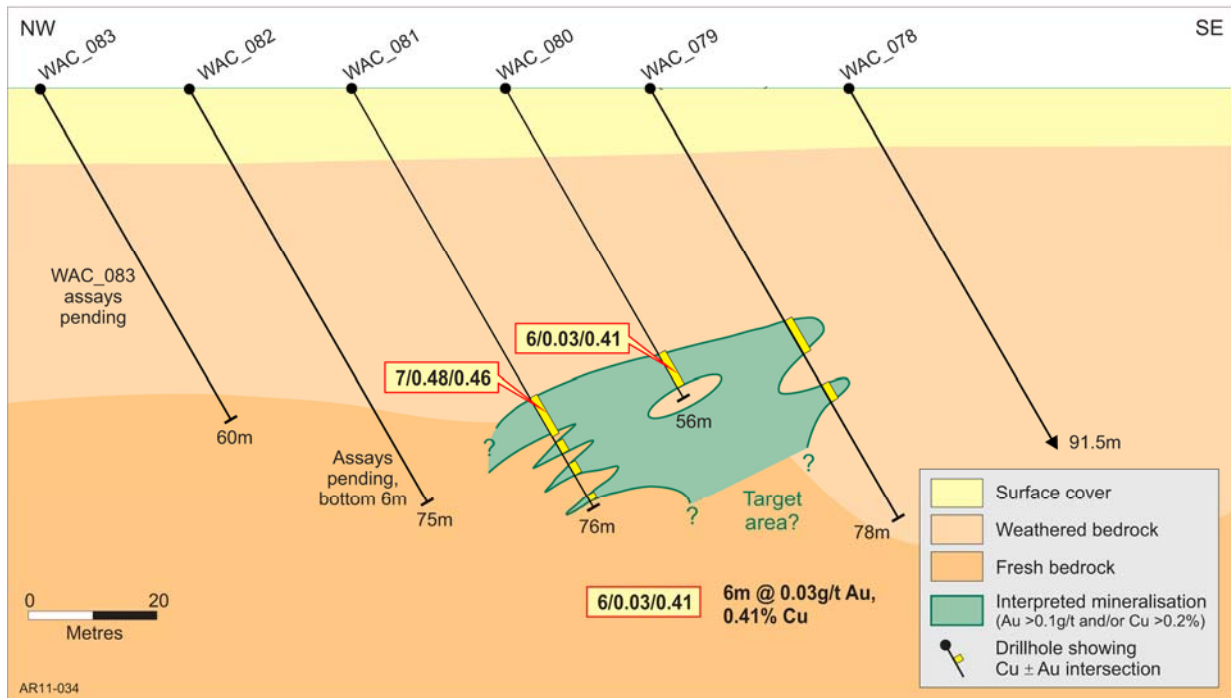 NW
SE
WAC_083
WAC_082
WAC_081
WAC_080
WAC_079
WAC_078
WAC_083
assays
pending
6/0.03/0.41
7/0.48/0.46
60m
Assays
pending,
bottom 6m
75m
?
76m
56m
?
Target
area?
?
78m
91.5m
6/0.03/0.41
6m @ 0.03g/t Au,
0.41% Cu
0 20
Metres
AR11-034
Surface cover
Weathered bedrock
Fresh bedrock
Interpreted mineralisation
(Au >0.1g/t and/or Cu >0.2%)
Drillhole showing
Cu ± Au intersection